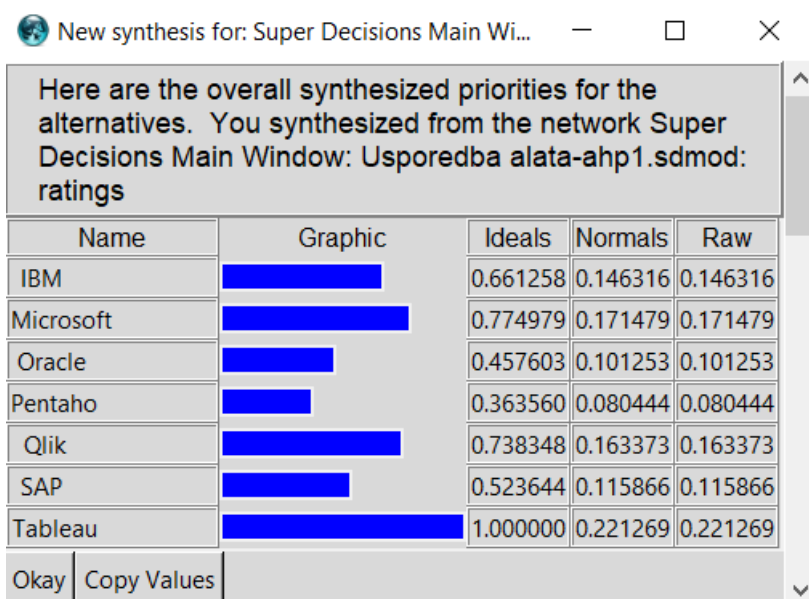 New synthesis for: Super Decisions Main Wi...
Here are the overall synthesized priorities for the
alternatives. You synthesized from the network Super
Decisions Main Window: Usporedba alata-ahp1.sdmod:
ratings
Name Graphic Ideals Normals Raw
IBM 0.661258 0.146316 0.146316
Microsoft 0.774979 0.171479 0.171479
Oracle 0.457603 0.101253 0.101253
Pentaho 0.363560 0.080444 0.080444
Qlik 0.738348 0.163373 0.163373
SAP 0.523644 0.115866 0.115866
Tableau 1.000000 0.221269 0.221269
Okay Copy Values